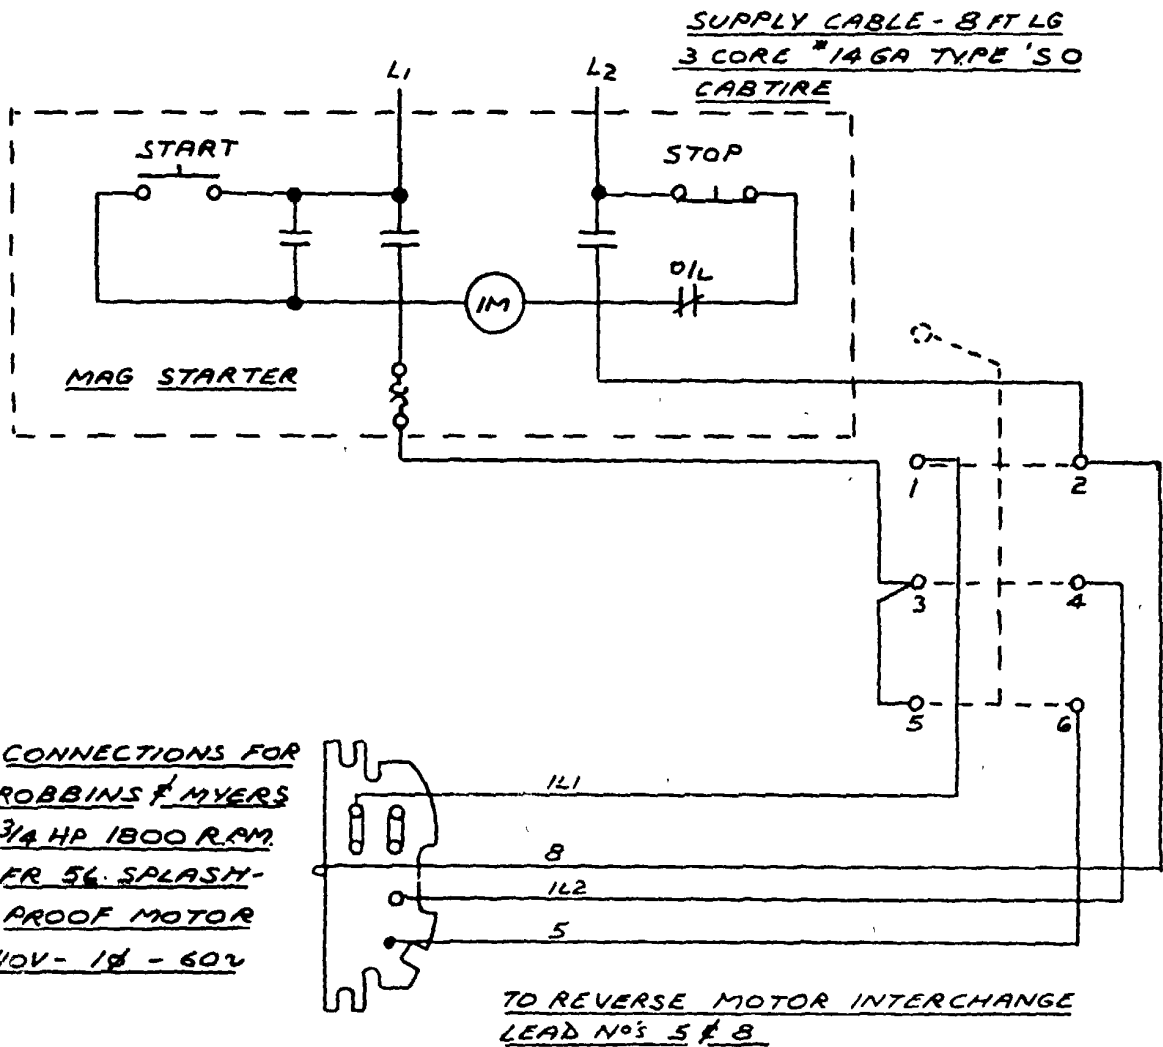 SUPPLY CABLE - 8 FT LG
3 CORE #14 GA TYPE 'S O
CABTIRE
L1
L2
START
STOP
O/L
1M
MAG STARTER
1
2
3
4
5
6
CONNECTIONS FOR
ROBBINS & MYERS
3/4 HP 1800 R.P.M.
FR 56. SPLASH-
PROOF MOTOR
10V - 1φ - 60~
1L1
8
1L2
5
TO REVERSE MOTOR INTERCHANGE
LEAD NO'S 5 & 8